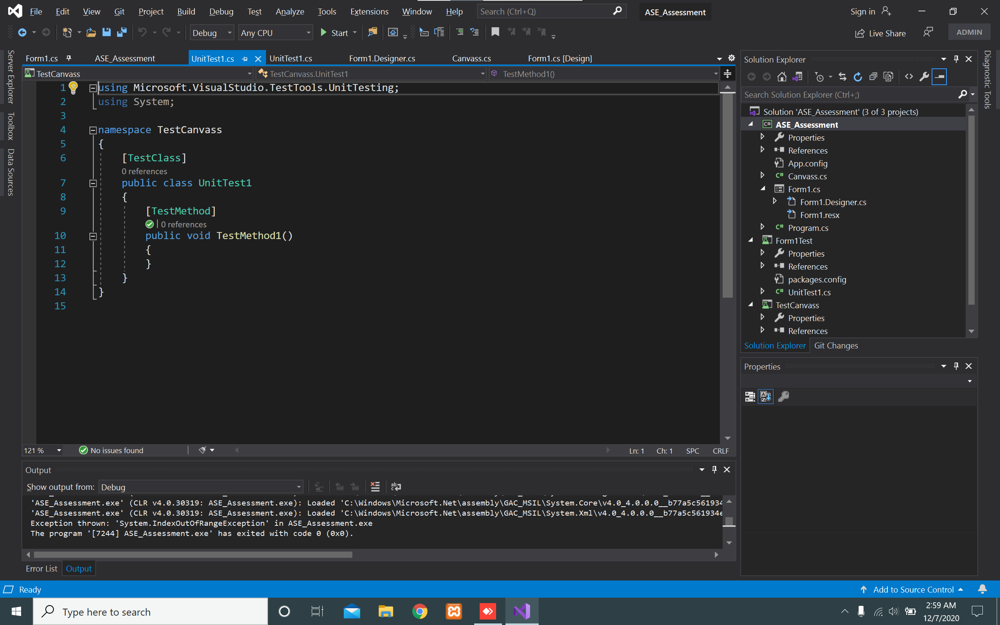 File Edit View Git Project Build Debug Test Analyze Tools Extensions Window Help Search (Ctrl+Q) ASE_Assessment Sign in
Debug Any CPU Start Live Share ADMIN
Server Explorer
Toolbox
Data Sources
Form1.cs ASE_Assessment UnitTest1.cs UnitTest1.cs Form1.Designer.cs Canvass.cs Form1.cs [Design]
TestCanvass TestCanvass.UnitTest1 TestMethod1()
1 using Microsoft.VisualStudio.TestTools.UnitTesting;
2 using System;
3
4 namespace TestCanvass
5 {
6 [TestClass]
0 references
7 public class UnitTest1
8 {
9 [TestMethod]
| 0 references
10 public void TestMethod1()
11 {
12 }
13 }
14 }
15
121 % No issues found Ln: 1 Ch: 1 SPC CRLF
Output
Show output from: Debug
'ASE_Assessment.exe' (CLR v4.0.30319: ASE_Assessment.exe): Loaded 'C:\Windows\Microsoft.Net\assembly\GAC_MSIL\System.Core\v4.0_4.0.0.0__b77a5c561934
'ASE_Assessment.exe' (CLR v4.0.30319: ASE_Assessment.exe): Loaded 'C:\Windows\Microsoft.Net\assembly\GAC_MSIL\System.Xml\v4.0_4.0.0.0__b77a5c561934e
Exception thrown: 'System.IndexOutOfRangeException' in ASE_Assessment.exe
The program '[7244] ASE_Assessment.exe' has exited with code 0 (0x0).
Error List Output
Solution Explorer
Search Solution Explorer (Ctrl+;)
Solution 'ASE_Assessment' (3 of 3 projects)
ASE_Assessment
Properties
References
App.config
Canvass.cs
Form1.cs
Form1.Designer.cs
Form1.resx
Program.cs
Form1Test
Properties
References
packages.config
UnitTest1.cs
TestCanvass
Properties
References
Solution Explorer Git Changes
Properties
Diagnostic Tools
Ready Add to Source Control
Type here to search
2:59 AM
12/7/2020